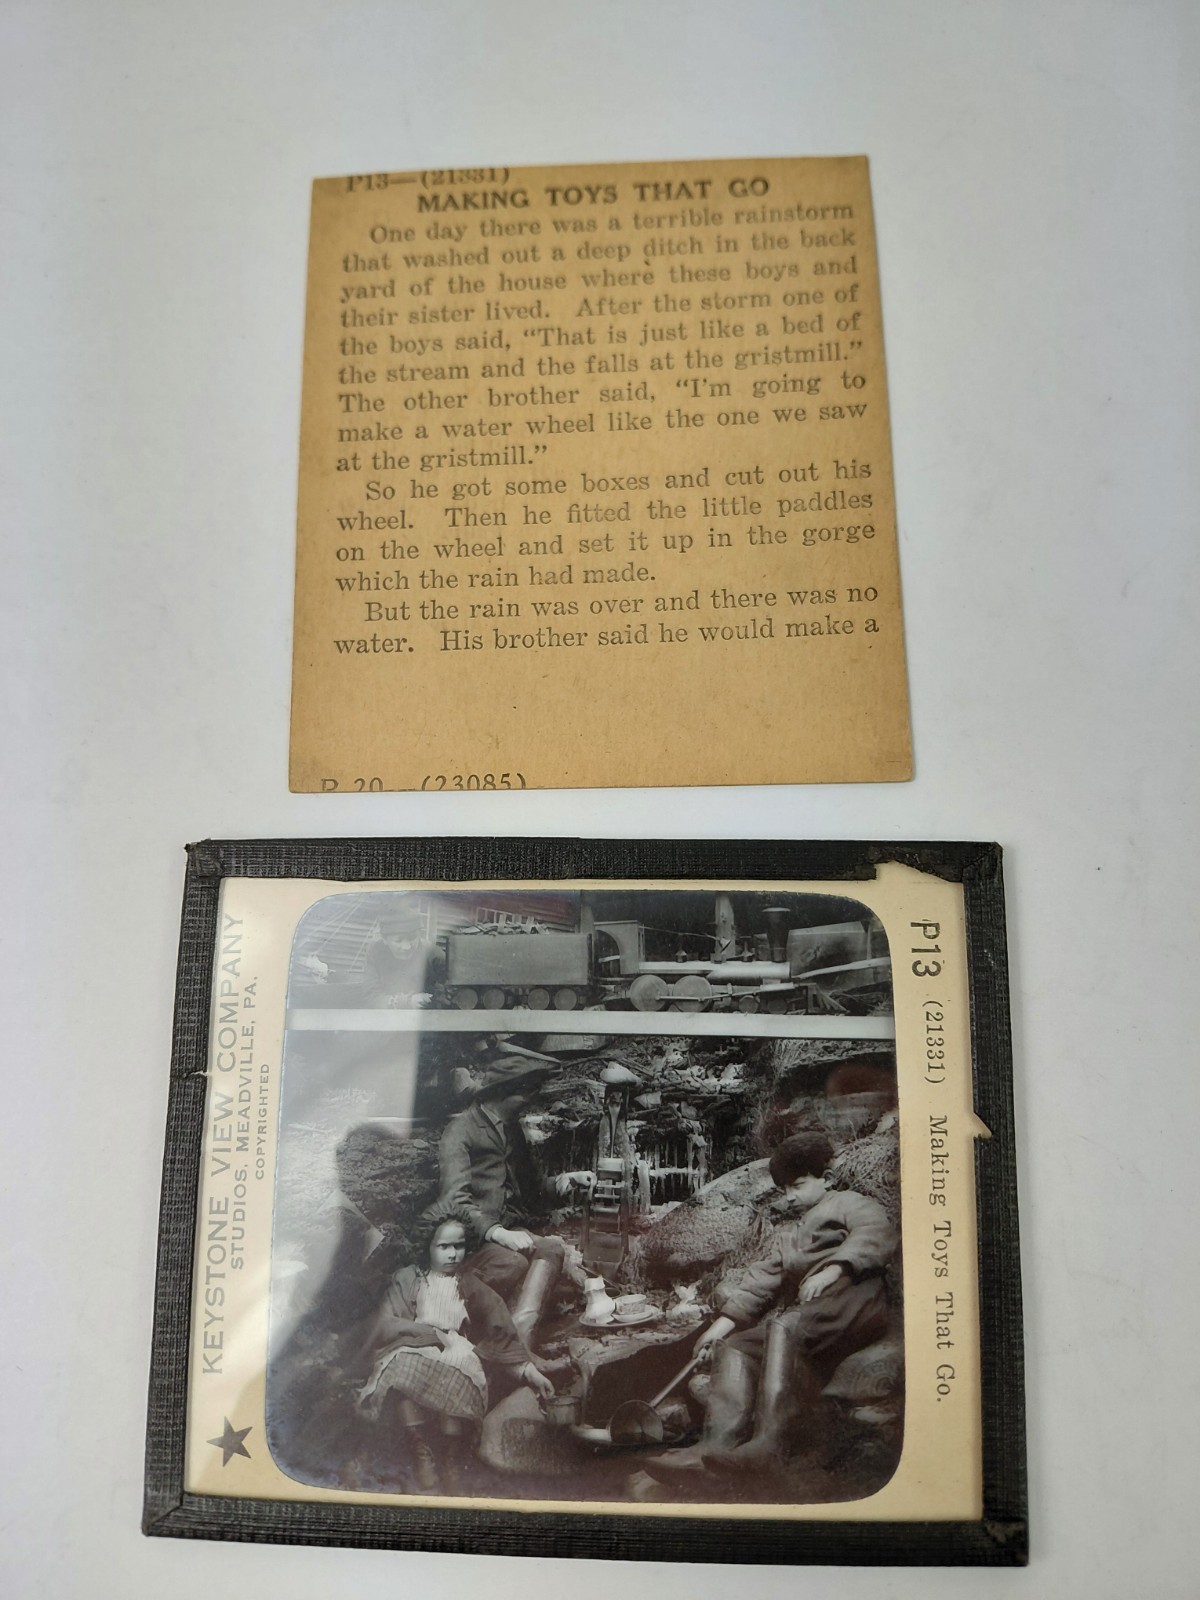 P13—(21331)
MAKING TOYS THAT GO
One day there was a terrible rainstorm
that washed out a deep ditch in the back
yard of the house where these boys and
their sister lived. After the storm one of
the boys said, “That is just like a bed of
the stream and the falls at the gristmill.”
The other brother said, “I'm going to
make a water wheel like the one we saw
at the gristmill.”
So he got some boxes and cut out his
wheel. Then he fitted the little paddles
on the wheel and set it up in the gorge
which the rain had made.
But the rain was over and there was no
water. His brother said he would make a
P 20—(23085)
KEYSTONE VIEW COMPANY
STUDIOS, MEADVILLE, PA.
COPYRIGHTED
P13 (21331) Making Toys That Go.